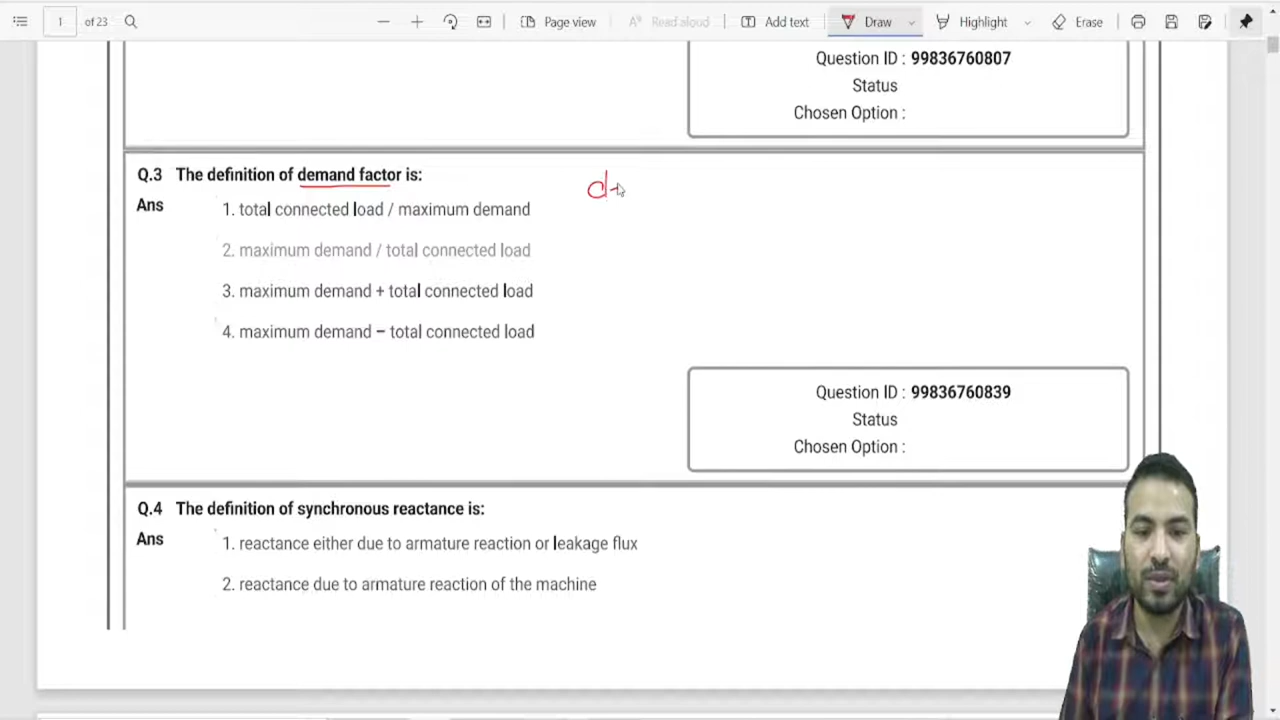 1 of 23 Page view Read aloud Add text Draw Highlight Erase
Question ID : 99836760807
Status
Chosen Option :
Q.3 The definition of demand factor is:
Ans
1. total connected load / maximum demand
2. maximum demand / total connected load
3. maximum demand + total connected load
4. maximum demand − total connected load
Question ID : 99836760839
Status
Chosen Option :
Q.4 The definition of synchronous reactance is:
Ans
1. reactance either due to armature reaction or leakage flux
2. reactance due to armature reaction of the machine